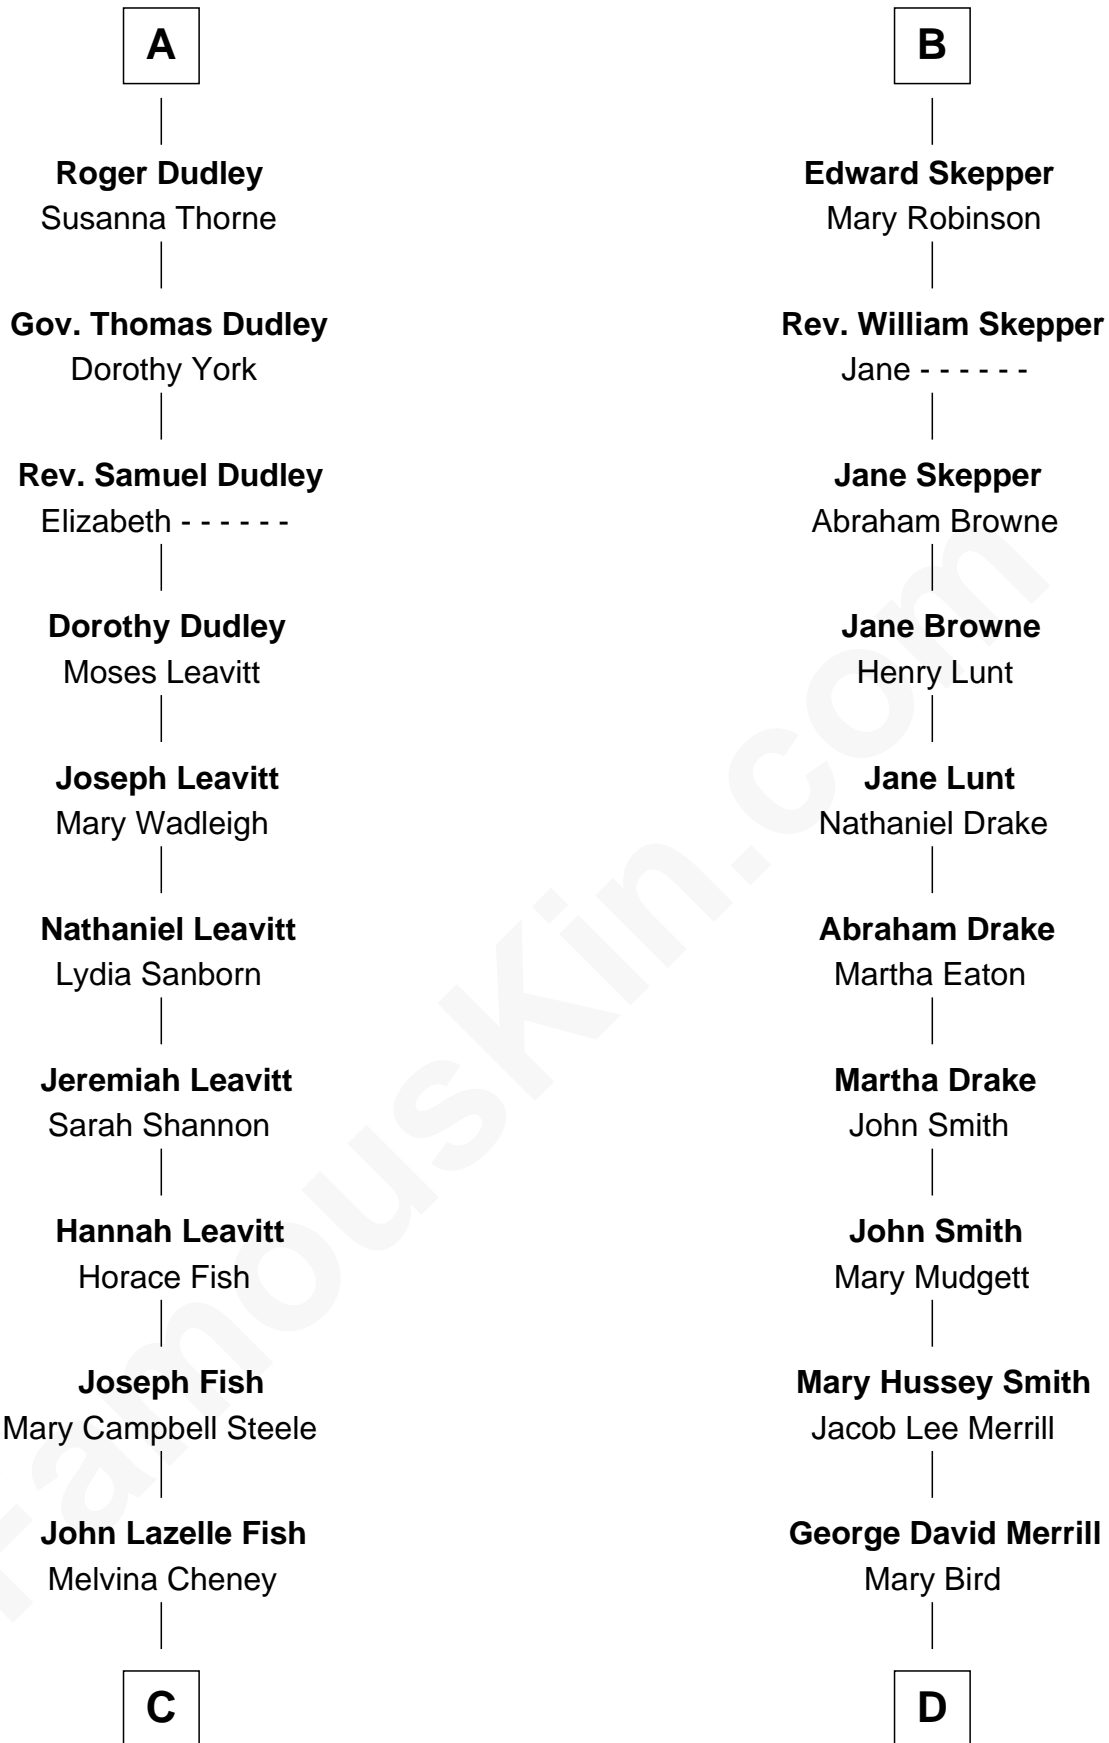 A
Roger Dudley
Susanna Thorne
Gov. Thomas Dudley
Dorothy York
Rev. Samuel Dudley
Elizabeth - - - - - -
Dorothy Dudley
Moses Leavitt
Joseph Leavitt
Mary Wadleigh
Nathaniel Leavitt
Lydia Sanborn
Jeremiah Leavitt
Sarah Shannon
Hannah Leavitt
Horace Fish
Joseph Fish
Mary Campbell Steele
John Lazelle Fish
Melvina Cheney
C
B
Edward Skepper
Mary Robinson
Rev. William Skepper
Jane - - - - - -
Jane Skepper
Abraham Browne
Jane Browne
Henry Lunt
Jane Lunt
Nathaniel Drake
Abraham Drake
Martha Eaton
Martha Drake
John Smith
John Smith
Mary Mudgett
Mary Hussey Smith
Jacob Lee Merrill
George David Merrill
Mary Bird
D
FamousKin.com